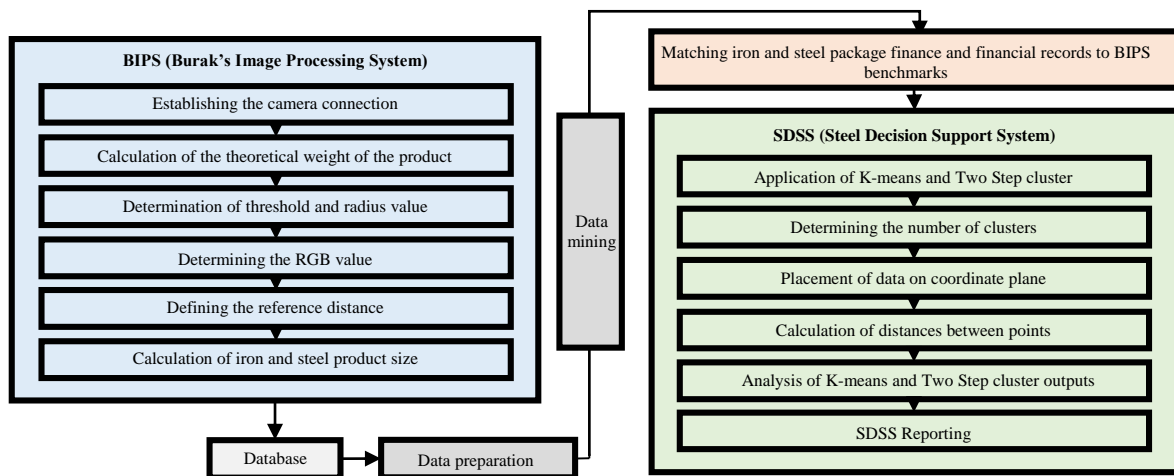 BIPS (Burak's Image Processing System)
Establishing the camera connection
Calculation of the theoretical weight of the product
Determination of threshold and radius value
Determining the RGB value
Defining the reference distance
Calculation of iron and steel product size
Database
Data preparation
Data
mining
Matching iron and steel package finance and financial records to BIPS
benchmarks
SDSS (Steel Decision Support System)
Application of K-means and Two Step cluster
Determining the number of clusters
Placement of data on coordinate plane
Calculation of distances between points
Analysis of K-means and Two Step cluster outputs
SDSS Reporting